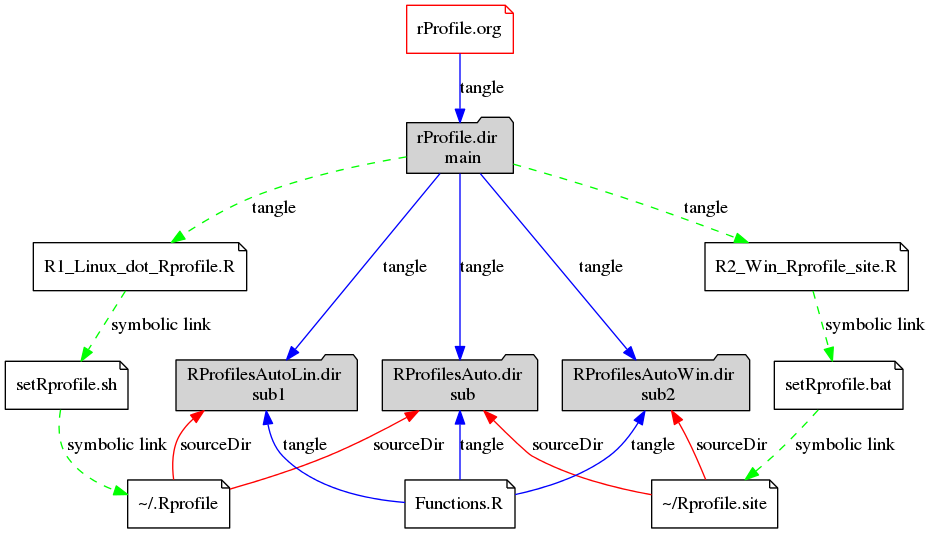 rProfile.org
tangle
rProfile.dir
main
tangle
tangle
R1_Linux_dot_Rprofile.R
tangle
tangle
tangle
R2_Win_Rprofile_site.R
symbolic link
symbolic link
setRprofile.sh
RProfilesAutoLin.dir
sub1
RProfilesAuto.dir
sub
RProfilesAutoWin.dir
sub2
setRprofile.bat
symbolic link
sourceDir
tangle
sourceDir
tangle
sourceDir
tangle
sourceDir
symbolic link
~/.Rprofile
Functions.R
~/Rprofile.site